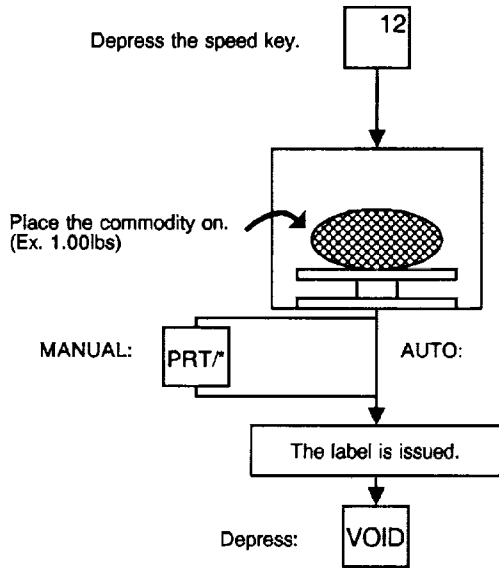 Depress the speed key.
12
Place the commodity on.
(Ex. 1.00lbs)
MANUAL:
PRT/*
AUTO:
The label is issued.
Depress:
VOID